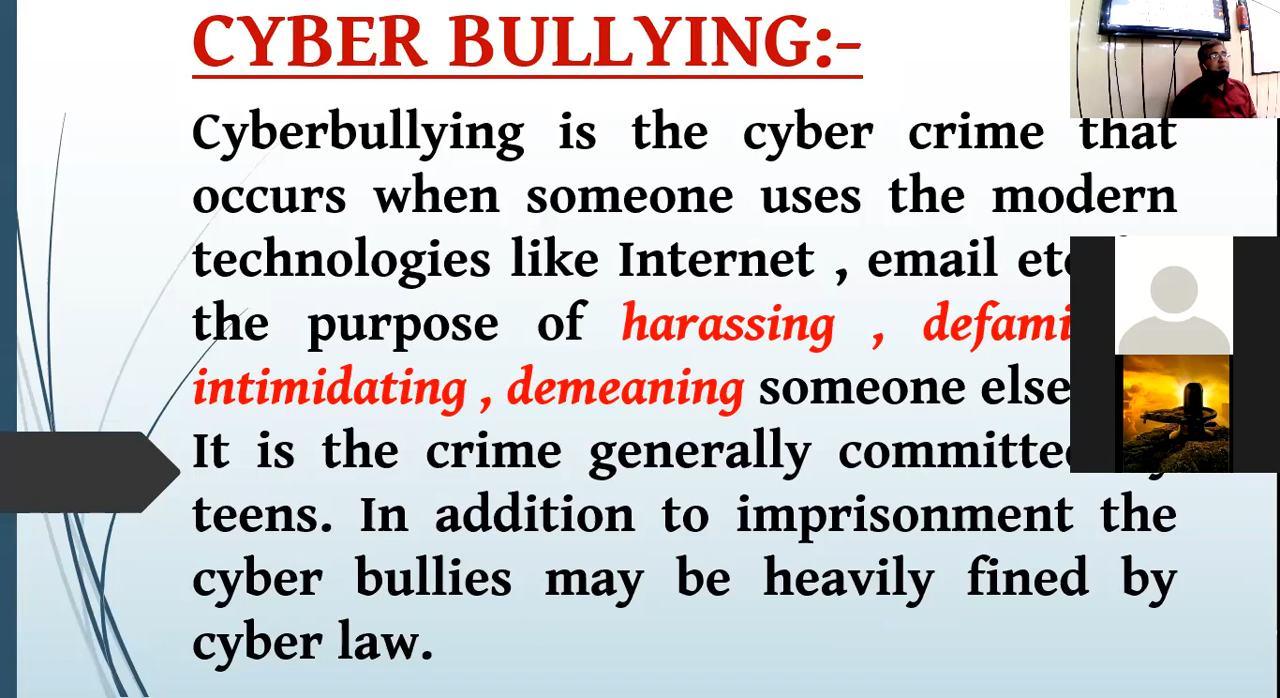 CYBER BULLYING:-
Cyberbullying is the cyber crime that
occurs when someone uses the modern
technologies like Internet , email
the purpose of harassing ,
intimidating , demeaning someone else
It is the crime generally
teens. In addition to imprisonment the
cyber bullies may be heavily fined by
cyber law.